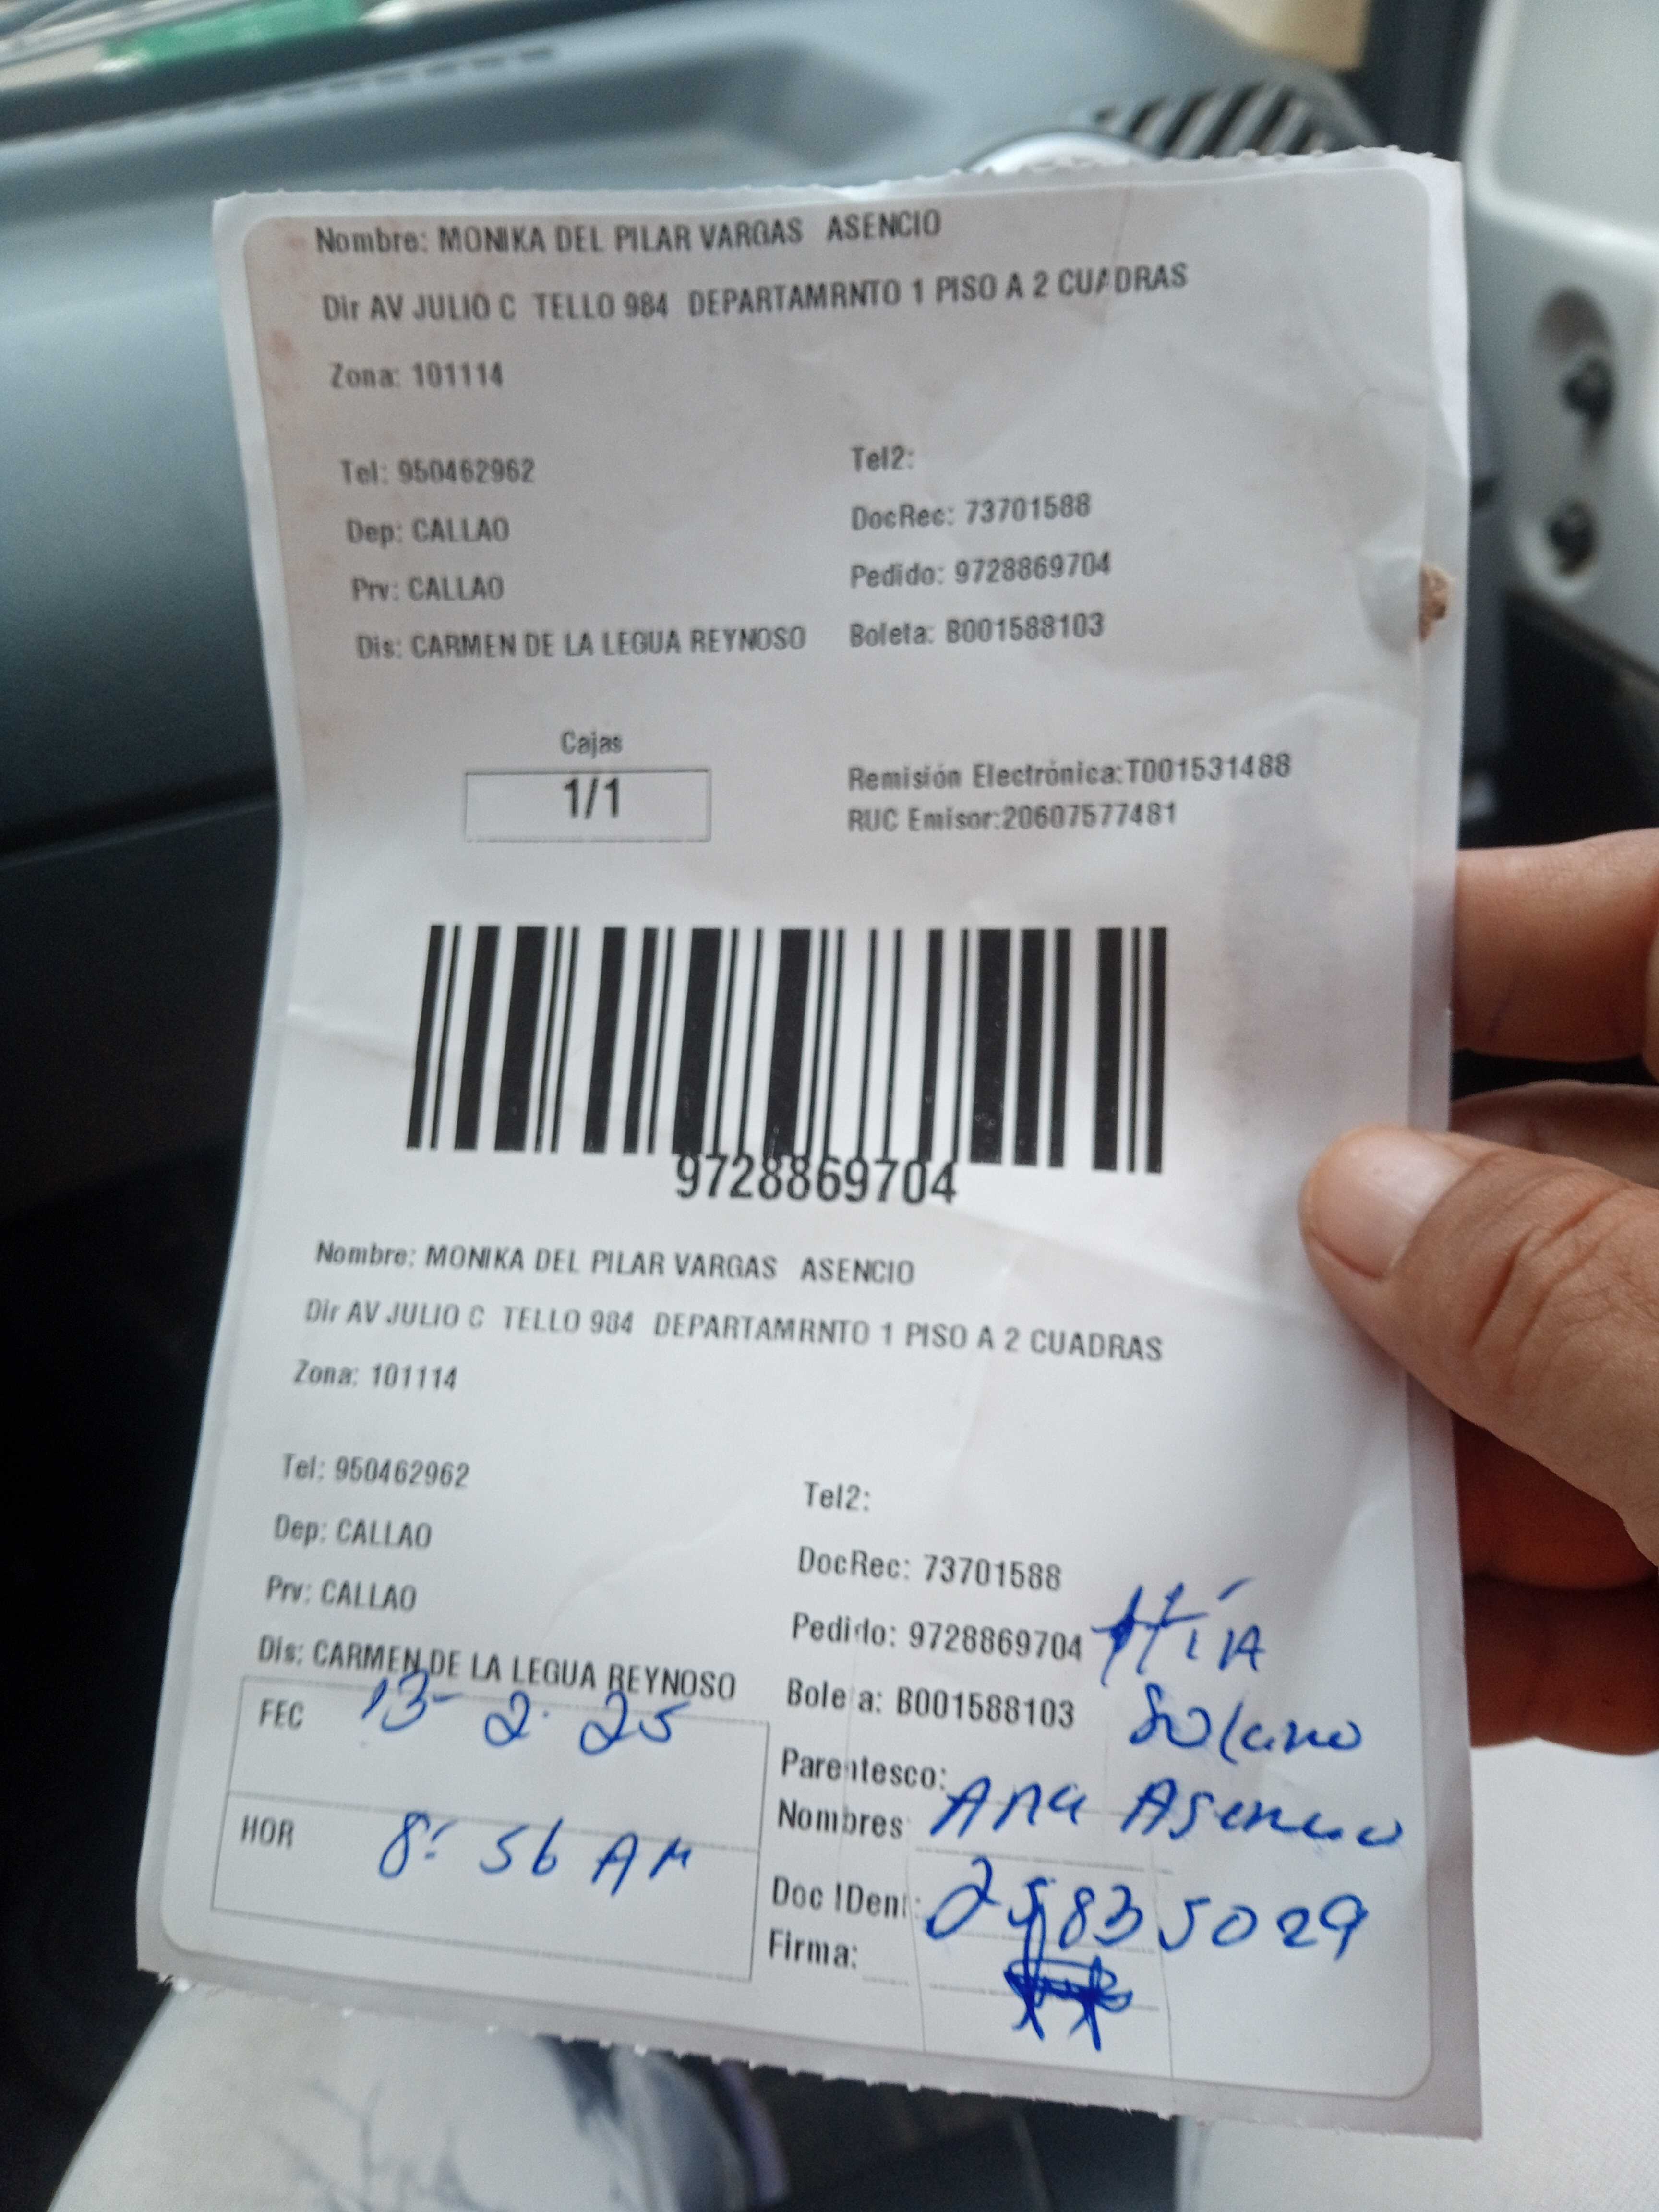 Nombre: MONIKA DEL PILAR VARGAS ASENCIO
Dir AV JULIO C TELLO 984 DEPARTAMRNTO 1 PISO A 2 CUADRAS
Zona: 101114
Tel: 950462962 Tel2:
Dep: CALLAO DocRec: 73701588
Prv: CALLAO Pedido: 9728869704
Dis: CARMEN DE LA LEGUA REYNOSO Boleta: B001588103
Cajas
1/1
Remisión Electrónica:T001531488
RUC Emisor:20607577481
9728869704
Nombre: MONIKA DEL PILAR VARGAS ASENCIO
Dir AV JULIO C TELLO 984 DEPARTAMRNTO 1 PISO A 2 CUADRAS
Zona: 101114
Tel: 950462962 Tel2:
Dep: CALLAO DocRec: 73701588
Prv: CALLAO Pedido: 9728869704 tía
Dis: CARMEN DE LA LEGUA REYNOSO Boleta: B001588103 Solano
FEC 13-2-25 Parentesco:
Nombres Ana Asencio
HOR 8:56 AM Doc IDent:
Firma: